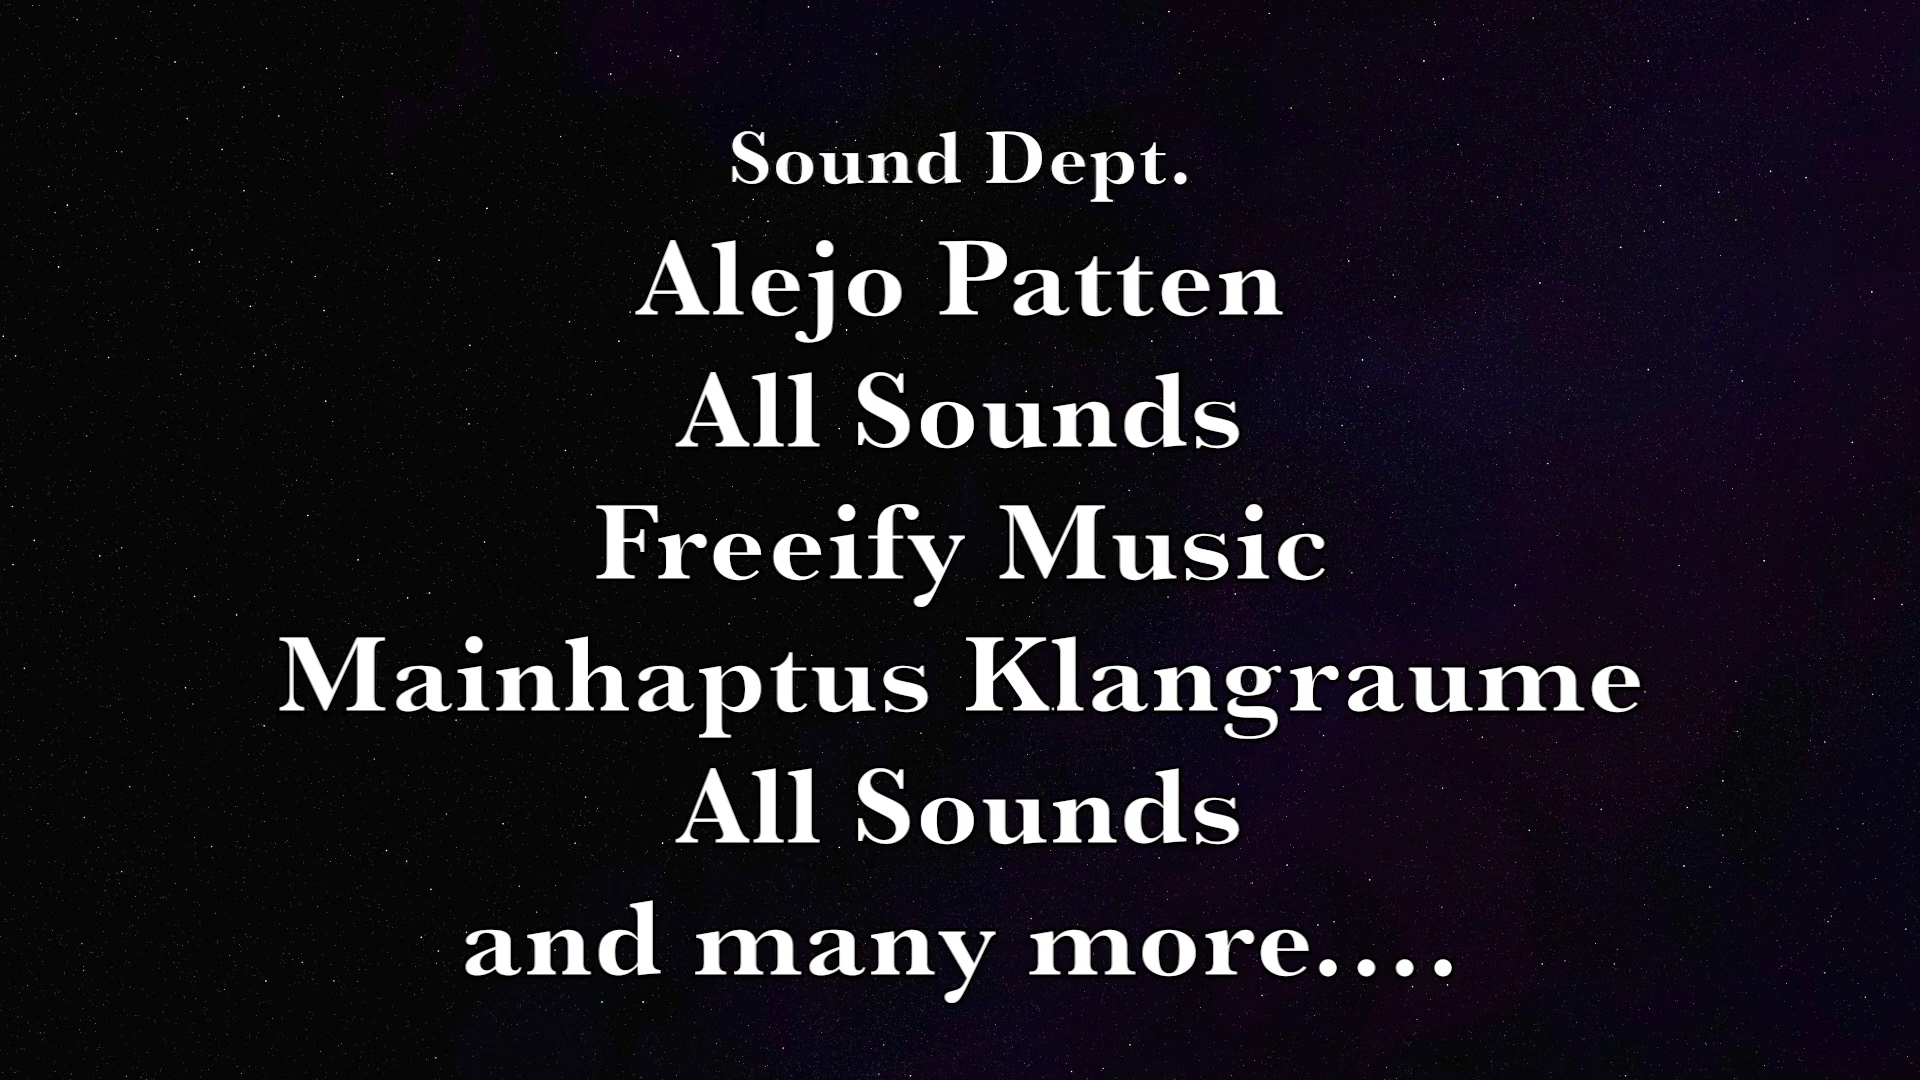 Sound Dept.
Alejo Patten
All Sounds
Freeify Music
Mainhaptus Klangraume
All Sounds
and many more....